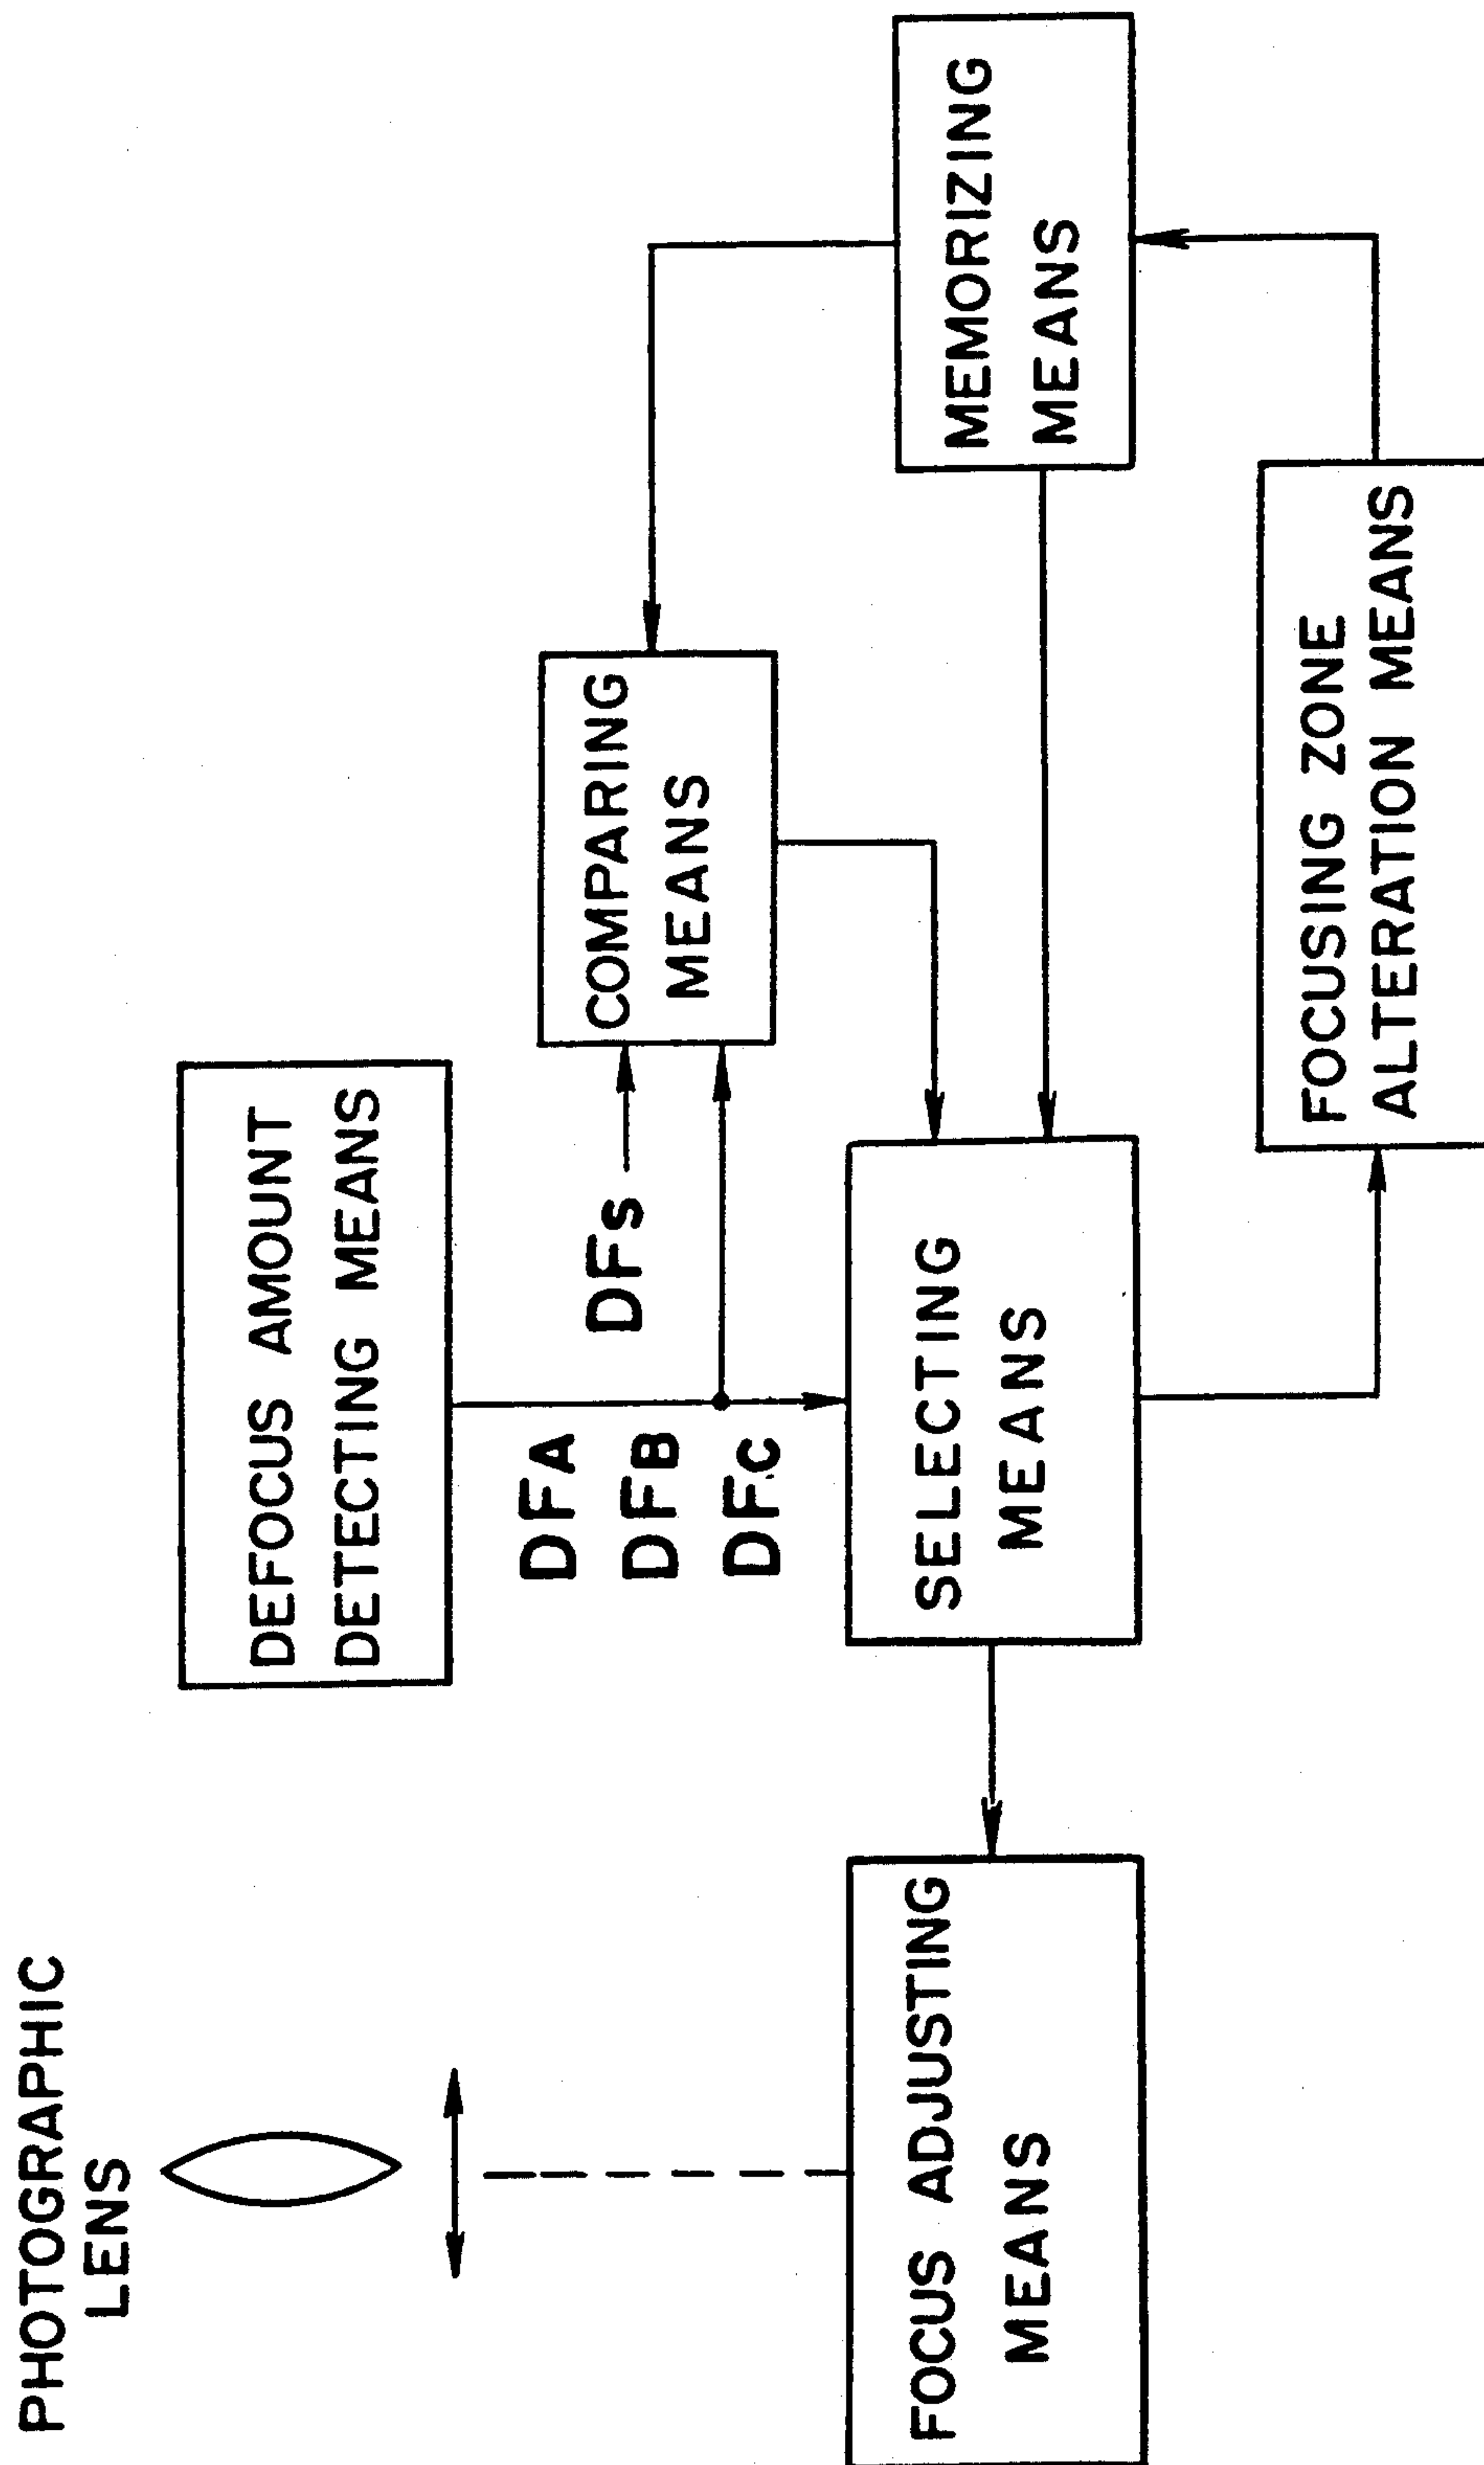 PHOTOGRAPHIC
LENS
DEFOCUS AMOUNT
DETECTING MEANS
DFA
DFB
DFC
DFS
COMPARING
MEANS
FOCUS ADJUSTING
MEANS
SELECTING
MEANS
MEMORIZING
MEANS
FOCUSING ZONE
ALTERATION MEANS